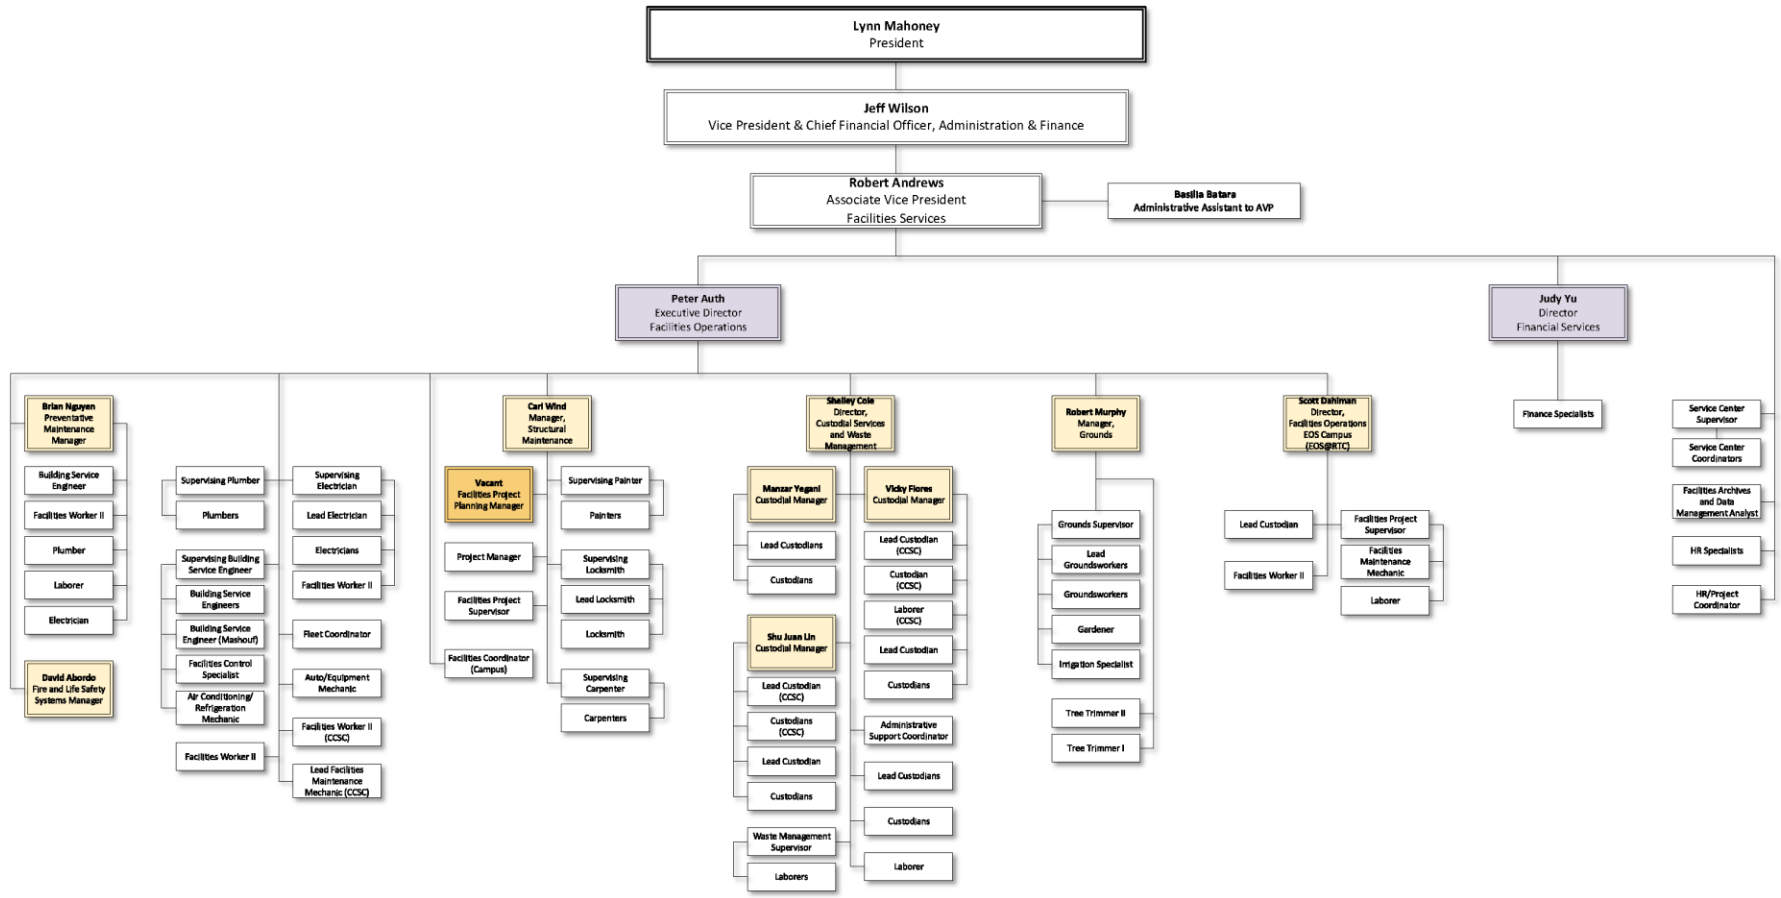 Lynn Mahoney
President
Jeff Wilson
Vice President & Chief Financial Officer, Administration & Finance
Robert Andrews
Associate Vice President
Facilities Services
Basilia Batara
Administrative Assistant to AVP
Peter Auth
Executive Director
Facilities Operations
Judy Yu
Director
Financial Services
Brian Nguyen
Preventative
Maintenance
Manager
Building Service
Engineer
Facilities Worker II
Plumber
Laborer
Electrician
David Abordo
Fire and Life Safety
Systems Manager
Supervising Plumber
Plumbers
Supervising Building
Service Engineer
Building Service
Engineers
Building Service
Engineer (Mashouf)
Facilities Control
Specialist
Air Conditioning/
Refrigeration
Mechanic
Facilities Worker II
Supervising
Electrician
Lead Electrician
Electricians
Facilities Worker II
Fleet Coordinator
Auto/Equipment
Mechanic
Facilities Worker II
(CCSC)
Lead Facilities
Maintenance
Mechanic (CCSC)
Carl Wind
Manager,
Structural
Maintenance
Vacant
Facilities Project
Planning Manager
Project Manager
Facilities Project
Supervisor
Facilities Coordinator
(Campus)
Supervising Painter
Painters
Supervising
Locksmith
Lead Locksmith
Locksmith
Supervising
Carpenter
Carpenters
Shelley Cole
Director,
Custodial Services
and Waste
Management
Manzar Yegani
Custodial Manager
Lead Custodians
Custodians
Shu Juan Lin
Custodial Manager
Lead Custodian
(CCSC)
Custodians
(CCSC)
Lead Custodian
Custodians
Waste Management
Supervisor
Laborers
Vicky Flores
Custodial Manager
Lead Custodian
(CCSC)
Custodian
(CCSC)
Laborer
(CCSC)
Lead Custodian
Custodians
Administrative
Support Coordinator
Lead Custodians
Custodians
Laborer
Robert Murphy
Manager,
Grounds
Grounds Supervisor
Lead
Groundsworkers
Groundsworkers
Gardener
Irrigation Specialist
Tree Trimmer II
Tree Trimmer I
Scott Dahlman
Director,
Facilities Operations
EOS Campus
(EOS@RTC)
Lead Custodian
Facilities Worker II
Facilities Project
Supervisor
Facilities
Maintenance
Mechanic
Laborer
Finance Specialists
Service Center
Supervisor
Service Center
Coordinators
Facilities Archives
and Data
Management Analyst
HR Specialists
HR/Project
Coordinator